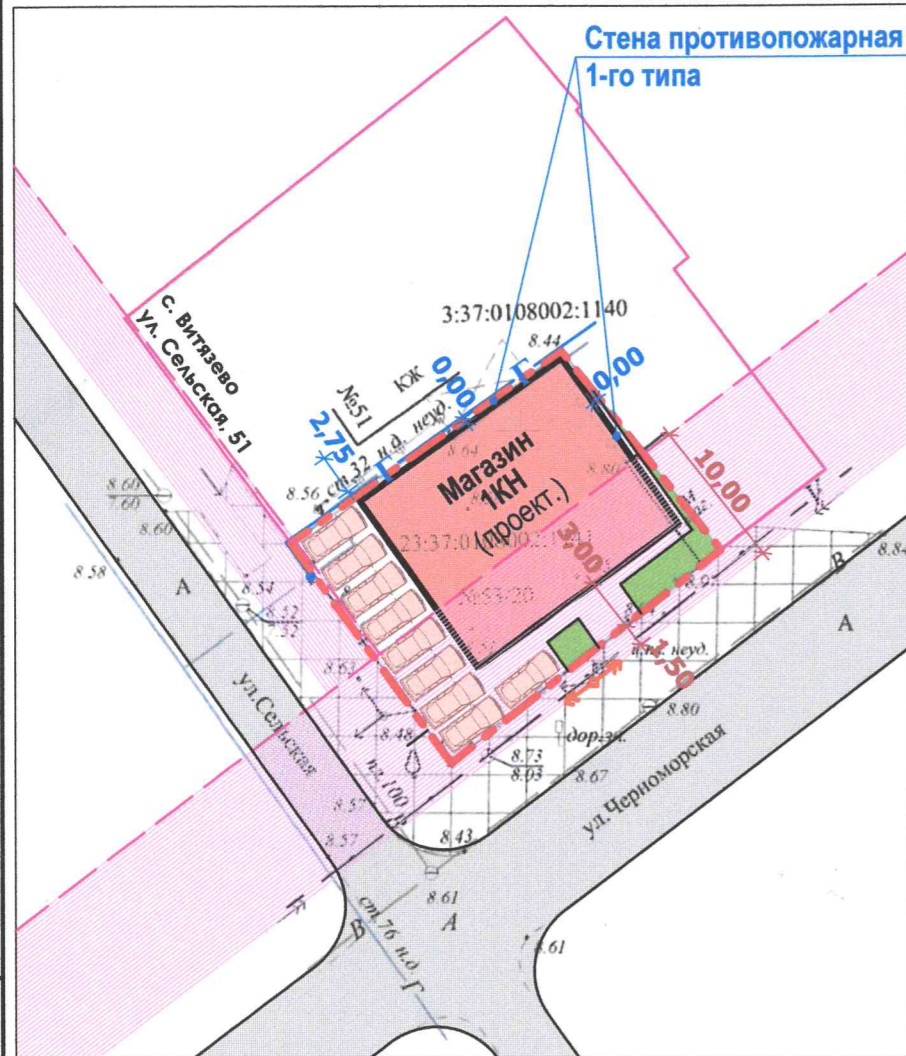 Стена противопожарная
1-го типа
3:37:0108002:1140
8.44
с. Витязево
ул. Сельская, 51
№51
КЖ
0,00
Г
0,00
2,75
ст.32 н.д. неуд.
Г
8.64
8.56
8.80
Магазин
1КН
(проект.)
10,00
8.60
7.60
8.60
8.58
А
8.54
8.52
7.52
3,00
№53/20
1,50
неуд.
В
8.84
А
8.63
ул.Сельская
8.48
8.80
дор.зн.
8.73
8.03
8.67
ул.Черноморская
пл.100
В
8.57
8.57
8.43
8.61
А
ст.76 н.д.
Г
В
8.61